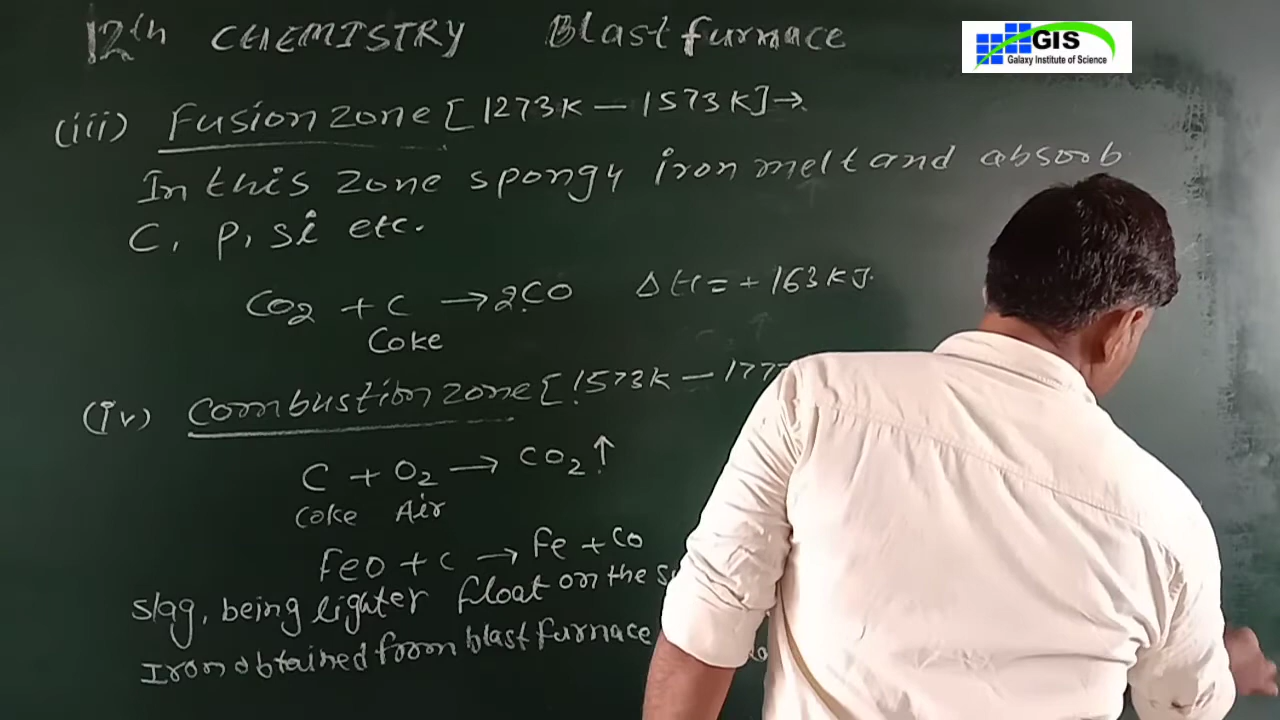 12th CHEMISTRY Blast furnace
GIS
Galaxy Institute of Science
(iii) Fusion zone [1273K — 1573K] →
In this zone spongy iron melt and absorb
C, P, Si etc.
CO2 + C → 2CO ΔH = + 163 KJ.
Coke
(iv) Combustion zone [1573K —
C + O2 → CO2 ↑
Coke Air
FeO + C → Fe + CO
Slag, being lighter float on the
Iron obtained from blast furnace